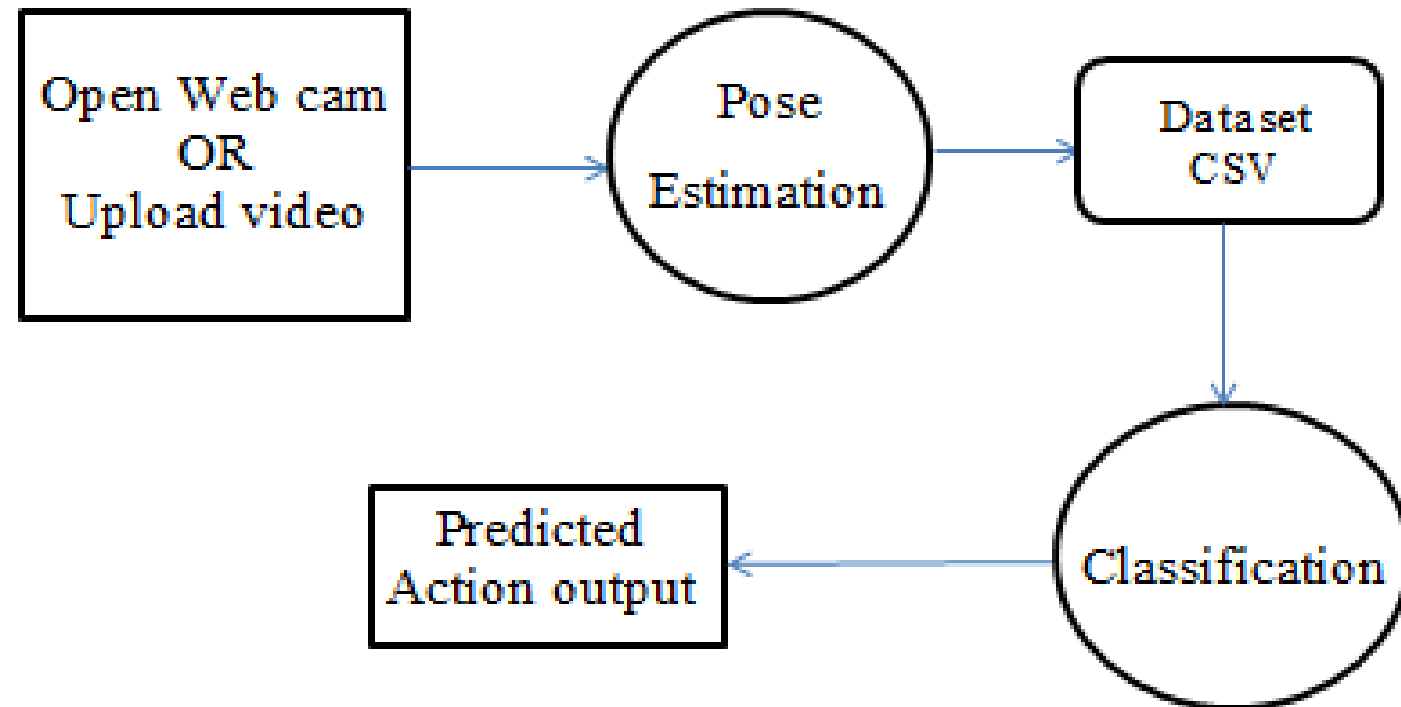 Open Web cam
OR
Upload video
Pose
Estimation
Dataset
CSV
Classification
Predicted
Action output